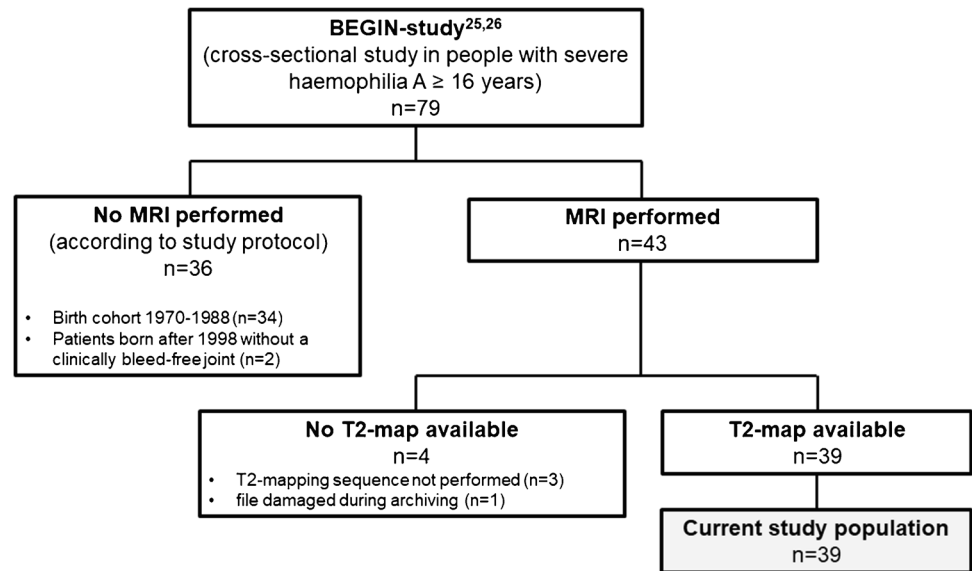 BEGIN-study25,26
(cross-sectional study in people with severe
haemophilia A ≥ 16 years)
n=79
No MRI performed
(according to study protocol)
n=36
• Birth cohort 1970-1988 (n=34)
• Patients born after 1998 without a
clinically bleed-free joint (n=2)
MRI performed
n=43
No T2-map available
n=4
• T2-mapping sequence not performed (n=3)
• file damaged during archiving (n=1)
T2-map available
n=39
Current study population
n=39